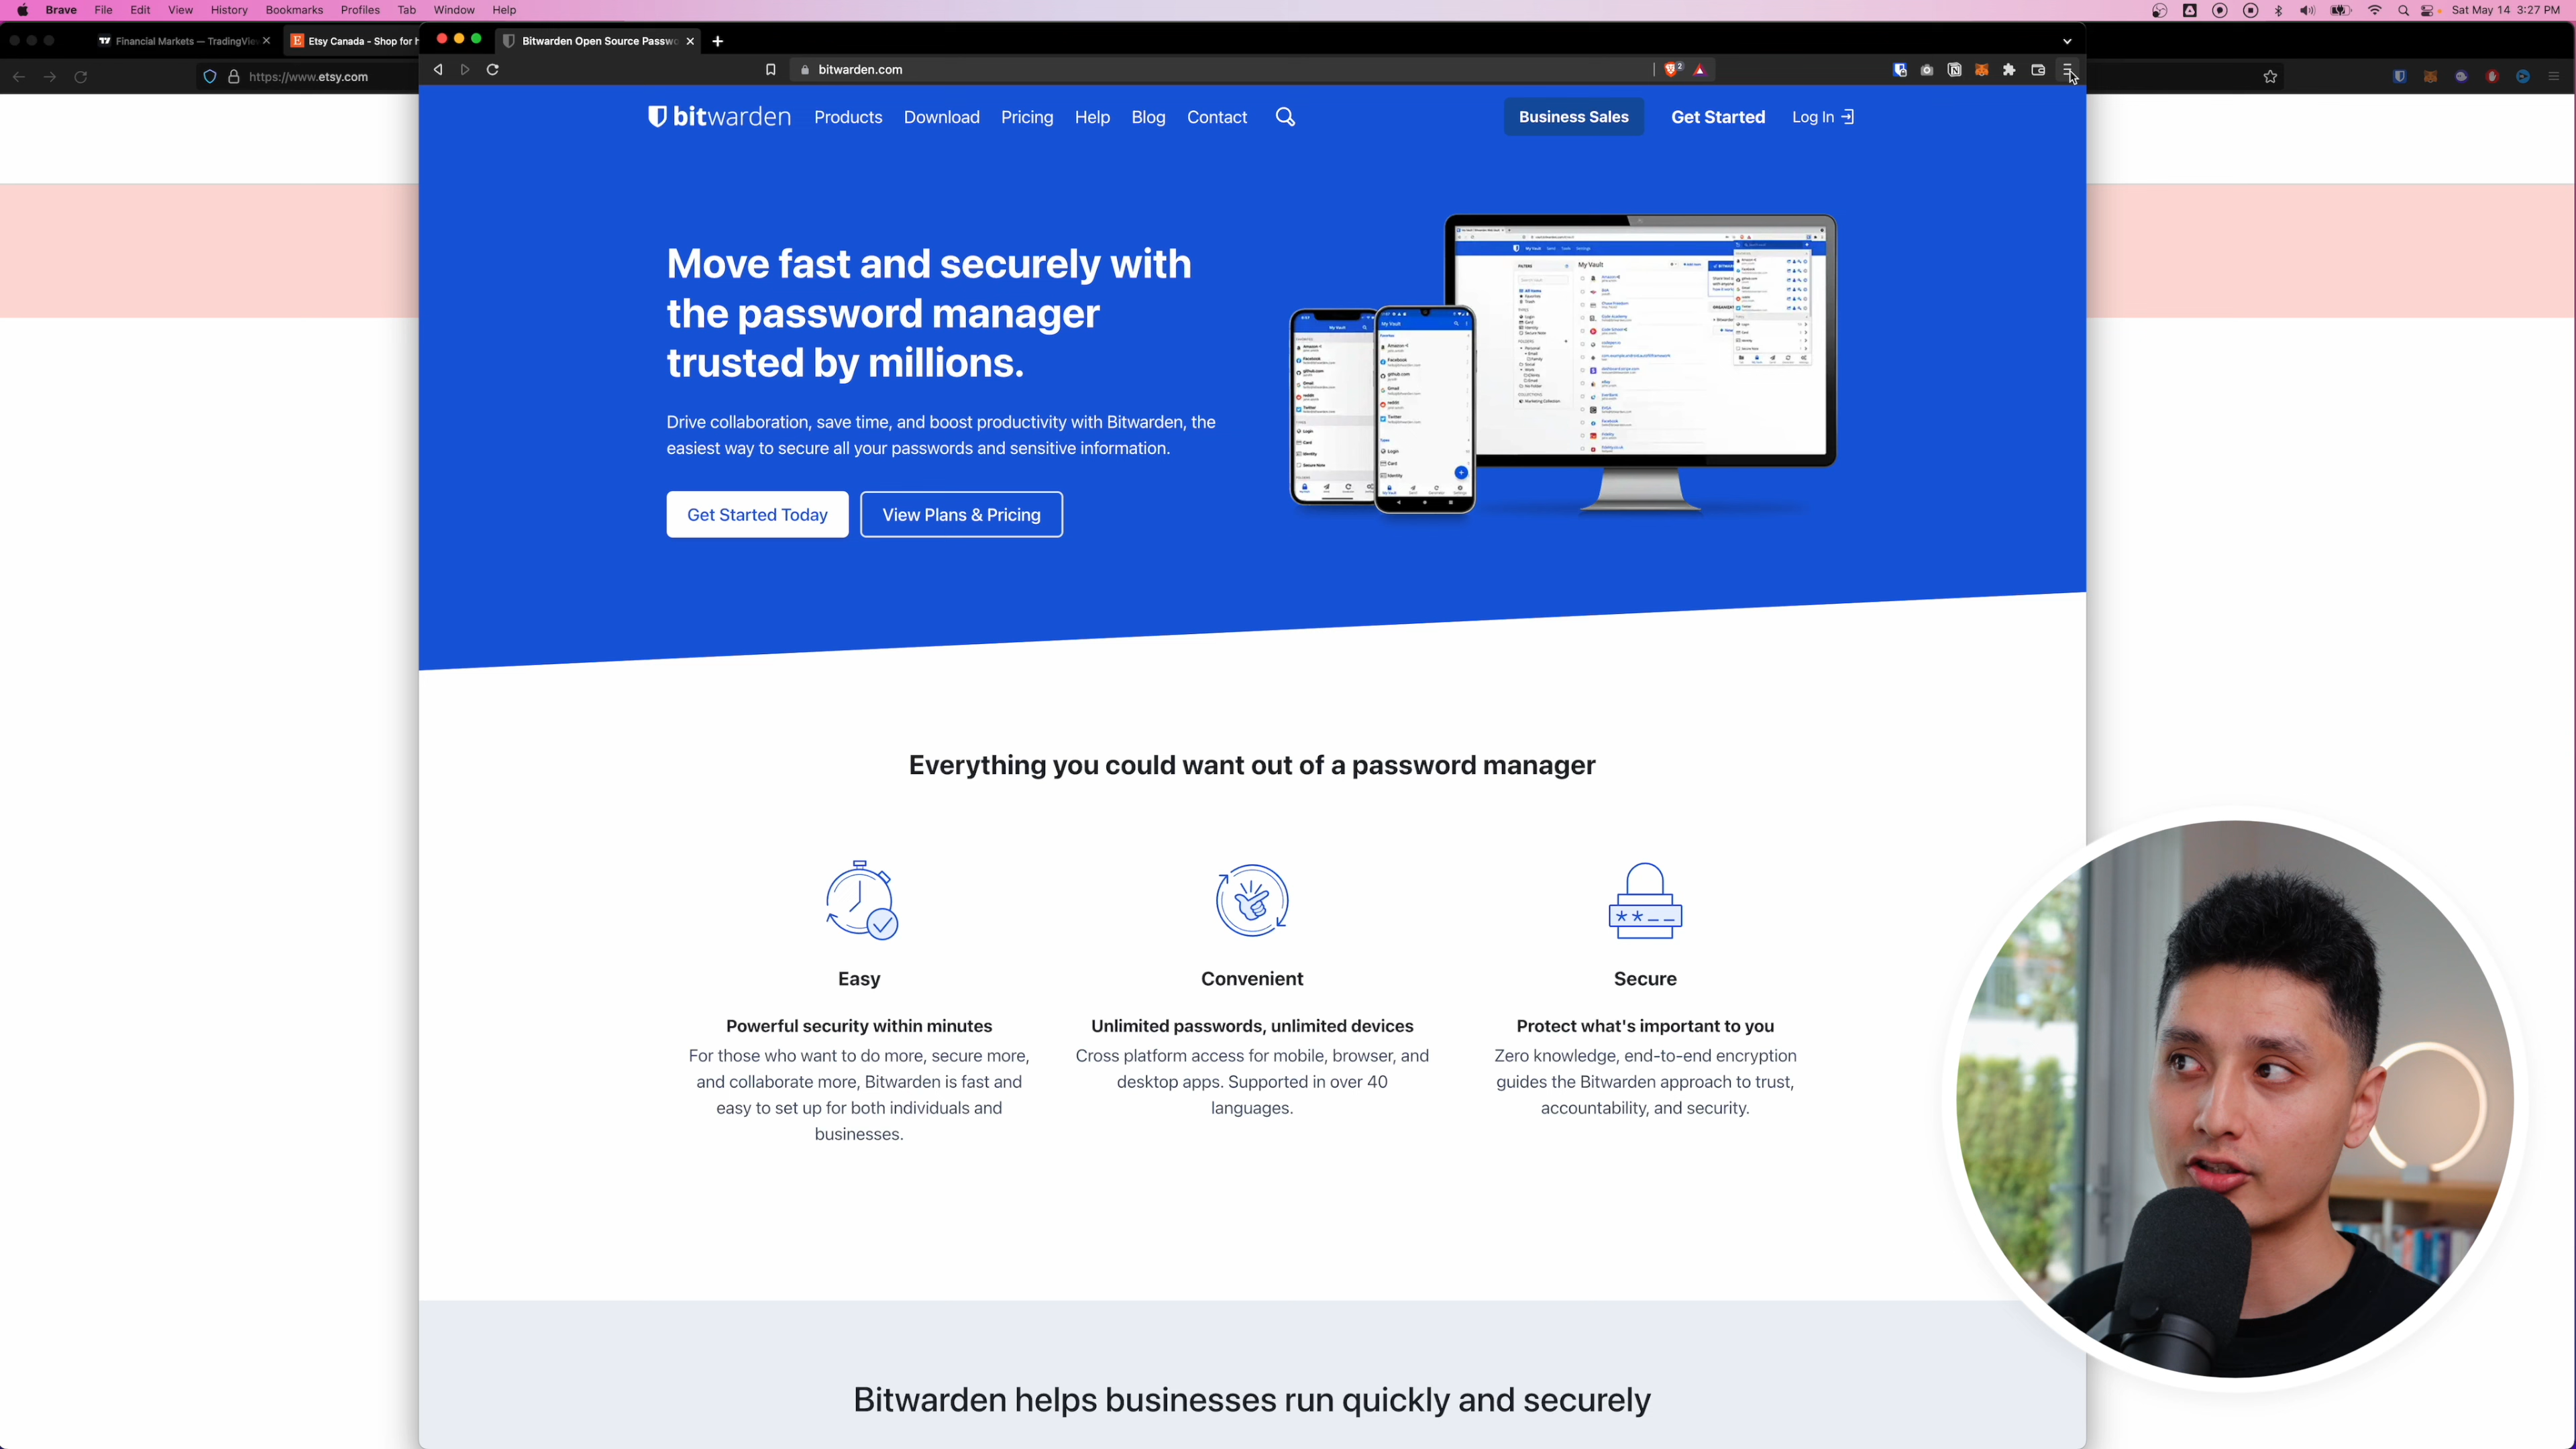 Brave File Edit View History Bookmarks Profiles Tab Window Help
Sat May 14 3:27 PM
Financial Markets — TradingVie
Etsy Canada - Shop for h
Bitwarden Open Source Passwo
https://www.etsy.com
bitwarden.com
2
bitwarden
Products
Download
Pricing
Help
Blog
Contact
Business Sales
Get Started
Log In
Move fast and securely with
the password manager
trusted by millions.
Drive collaboration, save time, and boost productivity with Bitwarden, the
easiest way to secure all your passwords and sensitive information.
Get Started Today
View Plans & Pricing
My Vault
Everything you could want out of a password manager
Easy
Powerful security within minutes
For those who want to do more, secure more,
and collaborate more, Bitwarden is fast and
easy to set up for both individuals and
businesses.
Convenient
Unlimited passwords, unlimited devices
Cross platform access for mobile, browser, and
desktop apps. Supported in over 40
languages.
Secure
Protect what's important to you
Zero knowledge, end-to-end encryption
guides the Bitwarden approach to trust,
accountability, and security.
Bitwarden helps businesses run quickly and securely